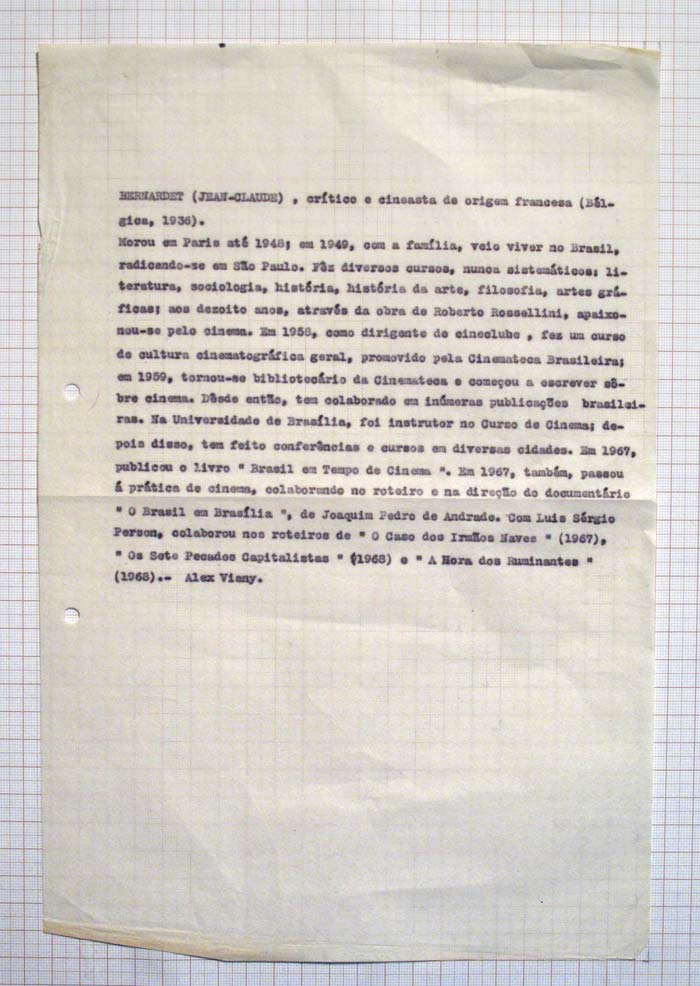 BERNARDET (JEAN-CLAUDE) , crítico e cineasta de origem francesa (Bél-
gica, 1936).
Morou em Paris até 1948; em 1949, com a família, veio viver no Brasil,
radicando-se em São Paulo. Fêz diversos cursos, nunca sistemáticos: li-
teratura, sociologia, história, história da arte, filosofia, artes grá-
ficas; aos dezoito anos, através da obra de Roberto Rossellini, apaixo-
nou-se pelo cinema. Em 1958, como dirigente de cineclube , fez um curso
de cultura cinematográfica geral, promovido pela Cinemateca Brasileira;
em 1959, tornou-se bibliotecário da Cinemateca e começou a escrever sô-
bre cinema. Dêsde então, tem colaborado em inúmeras publicações brasilei-
ras. Na Universidade de Brasília, foi instrutor no Curso de Cinema; de-
pois disso, tem feito conferências e cursos em diversas cidades. Em 1967,
publicou o livro " Brasil em Tempo de Cinema ". Em 1967, também, passou
á prática de cinema, colaborando no roteiro e na direção do documentário
" O Brasil em Brasília ", de Joaquim Pedro de Andrade. Com Luis Sérgio
Person, colaborou nos roteiros de " O Caso dos Irmãos Naves " (1967),
" Os Sete Pecados Capitalistas " (1968) e " A Hora dos Ruminantes "
(1968).- Alex Viany.